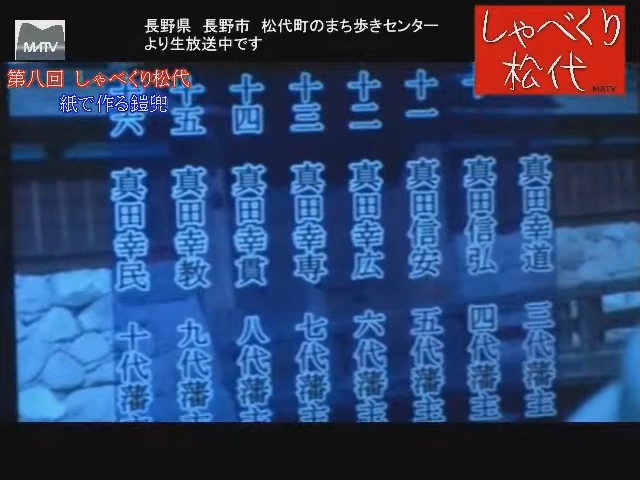 MATV
長野県 長野市 松代町のまち歩きセンター
より生放送中です
しゃべくり
松代
MATV
第八回 しゃべくり松代
紙で作る鎧兜
真田幸道 三代藩主
真田信弘 四代藩主
十一 真田信安 五代藩主
十二 真田幸広 六代藩主
十三 真田幸専 七代藩主
十四 真田幸貫 八代藩主
十五 真田幸教 九代藩主
六 真田幸民 十代藩主